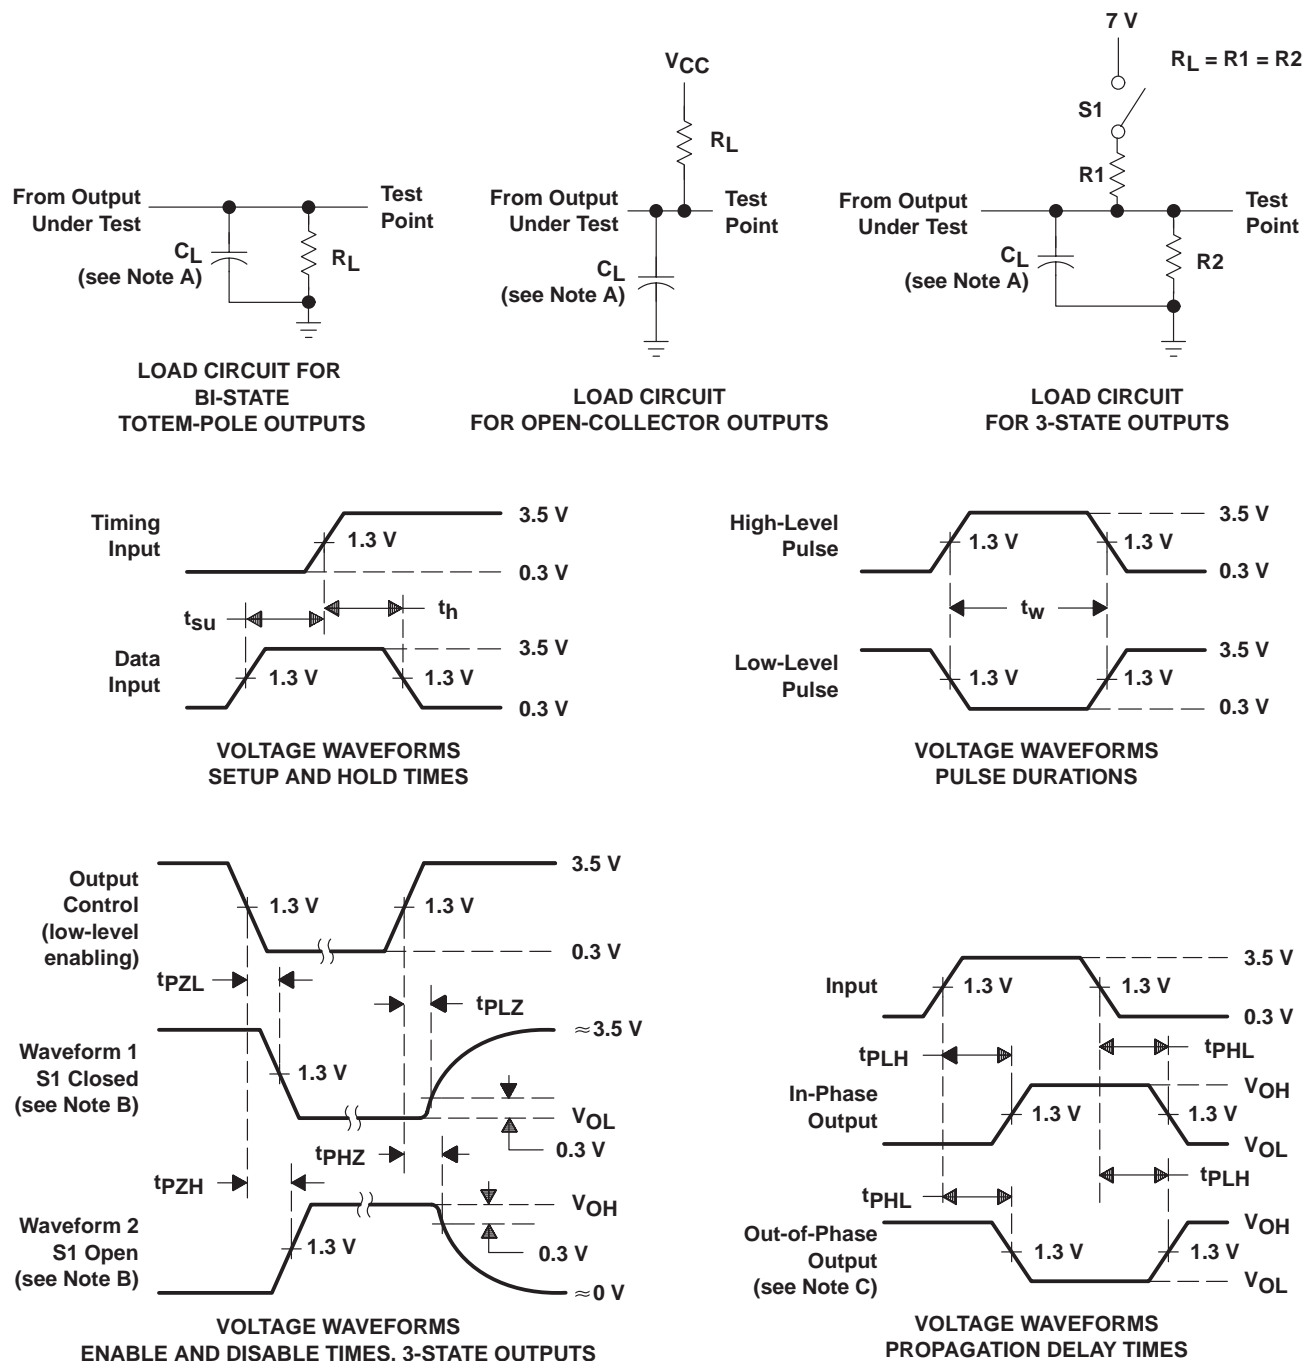 From Output
Under Test
Test
Point
CL
(see Note A)
RL
LOAD CIRCUIT FOR
BI-STATE
TOTEM-POLE OUTPUTS
VCC
RL
From Output
Under Test
Test
Point
CL
(see Note A)
LOAD CIRCUIT
FOR OPEN-COLLECTOR OUTPUTS
7 V
RL = R1 = R2
S1
R1
From Output
Under Test
Test
Point
CL
(see Note A)
R2
LOAD CIRCUIT
FOR 3-STATE OUTPUTS
Timing
Input
1.3 V
3.5 V
0.3 V
tsu
th
Data
Input
1.3 V
1.3 V
3.5 V
0.3 V
VOLTAGE WAVEFORMS
SETUP AND HOLD TIMES
High-Level
Pulse
1.3 V
1.3 V
3.5 V
0.3 V
tw
Low-Level
Pulse
1.3 V
1.3 V
3.5 V
0.3 V
VOLTAGE WAVEFORMS
PULSE DURATIONS
Output
Control
(low-level
enabling)
1.3 V
1.3 V
3.5 V
0.3 V
tPZL
tPLZ
Waveform 1
S1 Closed
(see Note B)
1.3 V
≈3.5 V
VOL
0.3 V
tPHZ
tPZH
Waveform 2
S1 Open
(see Note B)
1.3 V
VOH
0.3 V
≈0 V
VOLTAGE WAVEFORMS
ENABLE AND DISABLE TIMES, 3-STATE OUTPUTS
Input
1.3 V
1.3 V
3.5 V
0.3 V
tPLH
tPHL
In-Phase
Output
1.3 V
1.3 V
VOH
VOL
tPHL
tPLH
Out-of-Phase
Output
(see Note C)
1.3 V
1.3 V
VOH
VOL
VOLTAGE WAVEFORMS
PROPAGATION DELAY TIMES